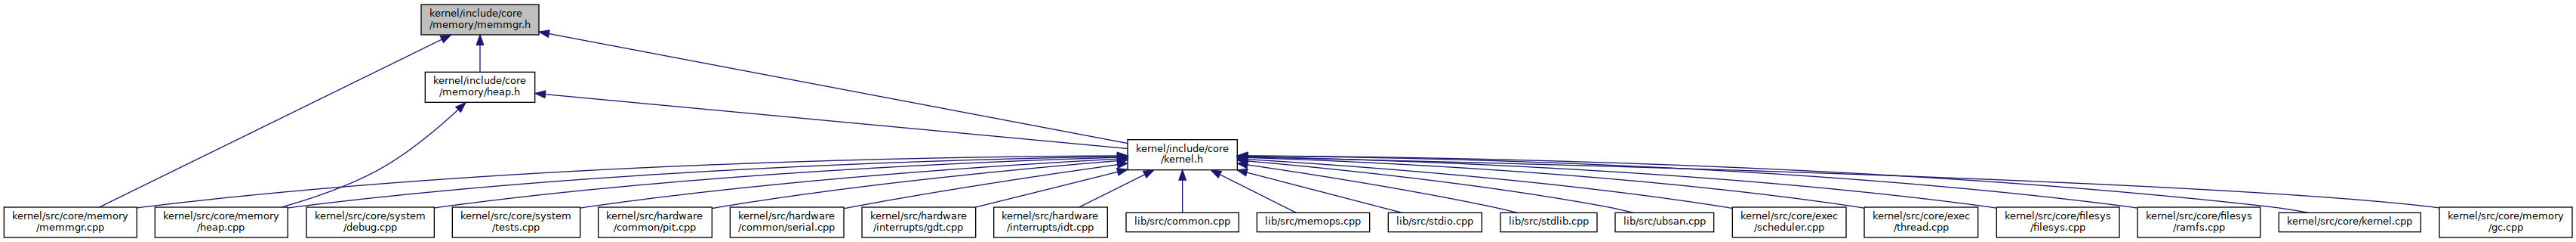 kernel/include/core
/memory/memmgr.h
kernel/include/core
/memory/heap.h
kernel/include/core
/kernel.h
kernel/src/core/memory
/memmgr.cpp
kernel/src/core/memory
/heap.cpp
kernel/src/core/system
/debug.cpp
kernel/src/core/system
/tests.cpp
kernel/src/hardware
/common/pit.cpp
kernel/src/hardware
/common/serial.cpp
kernel/src/hardware
/interrupts/gdt.cpp
kernel/src/hardware
/interrupts/idt.cpp
lib/src/common.cpp
lib/src/memops.cpp
lib/src/stdio.cpp
lib/src/stdlib.cpp
lib/src/ubsan.cpp
kernel/src/core/exec
/scheduler.cpp
kernel/src/core/exec
/thread.cpp
kernel/src/core/filesys
/filesys.cpp
kernel/src/core/filesys
/ramfs.cpp
kernel/src/core/kernel.cpp
kernel/src/core/memory
/gc.cpp